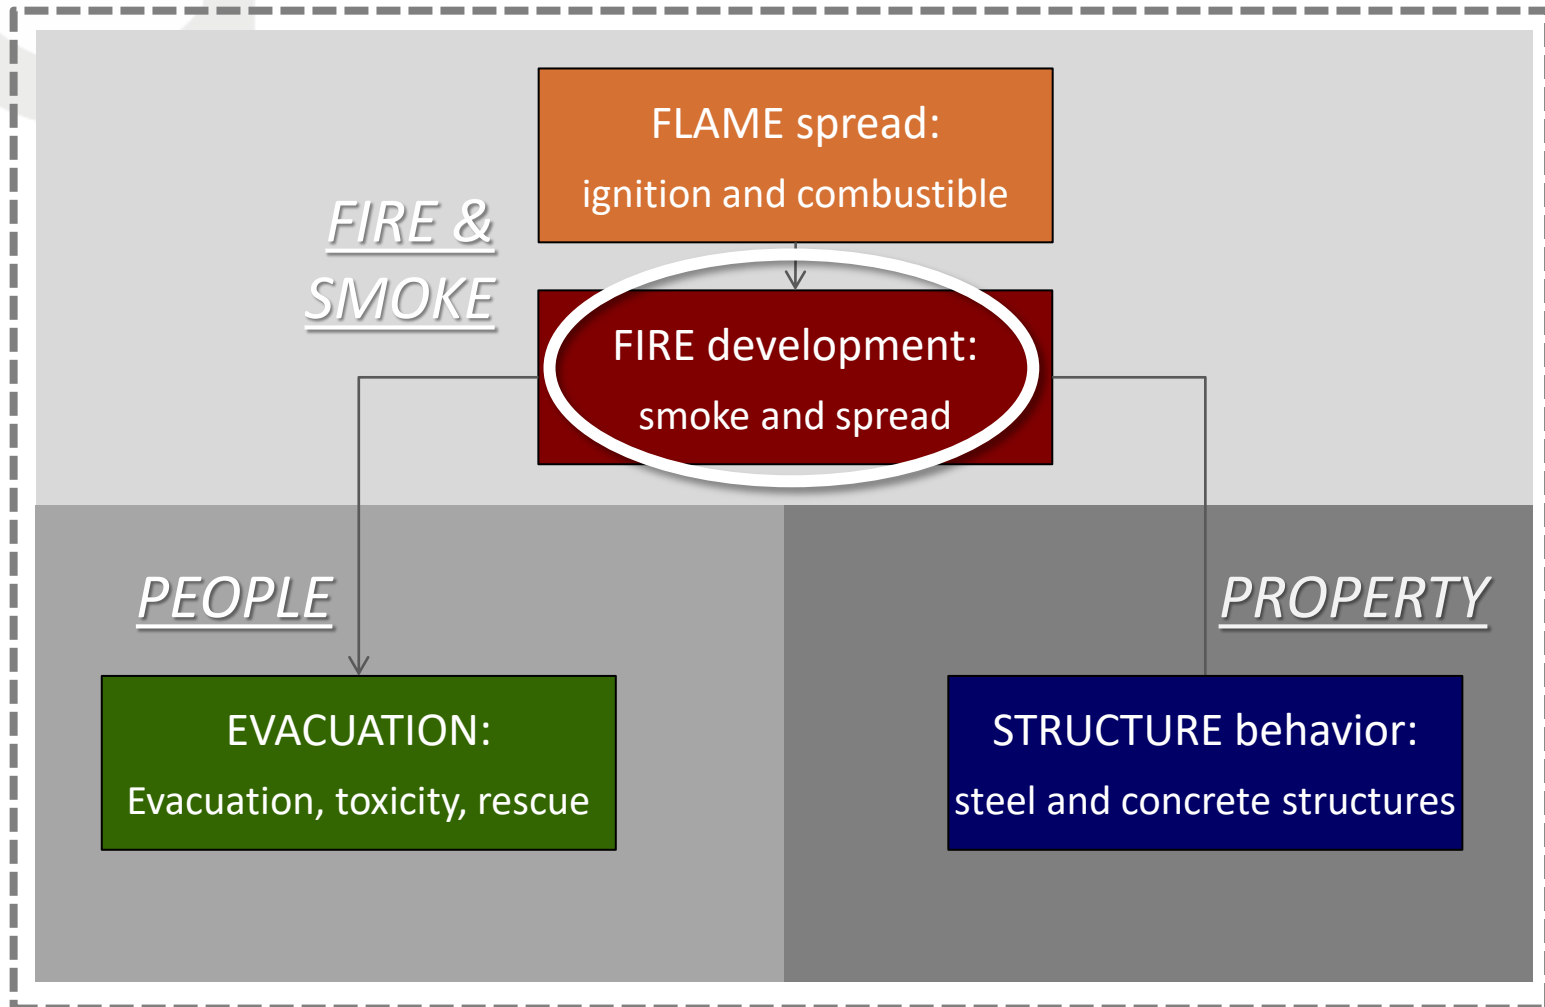 FLAME spread:
ignition and combustible
FIRE &
SMOKE
FIRE development:
smoke and spread
PEOPLE
PROPERTY
EVACUATION:
Evacuation, toxicity, rescue
STRUCTURE behavior:
steel and concrete structures